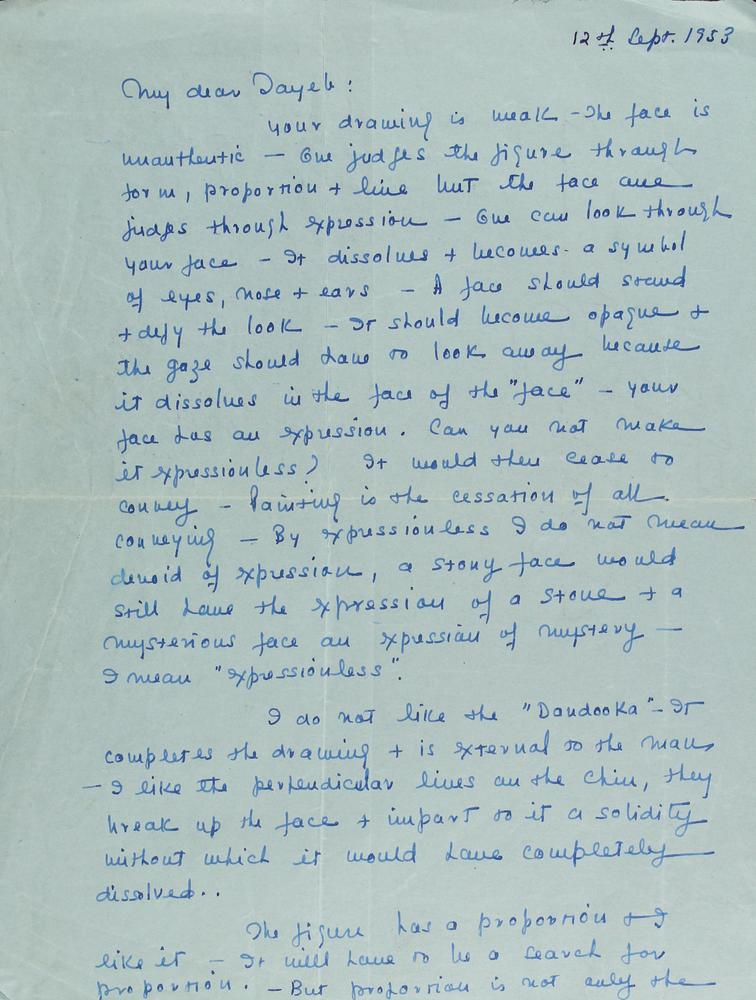 12th Sept. 1953
My dear Tayeb:
your drawing is weak - The face is
unauthentic — One judges the figure through
form, proportion + line but the face one
judges through expression — One can look through
your face — It dissolves + becomes a symbol
of eyes, nose + ears — A face should stand
+ defy the look — It should become opaque +
the gaze should have to look away because
it dissolves in the face of the "face" — your
face has an expression. Can you not make
it expressionless? It would then cease to
convey — Painting is the cessation of all
conveying — By expressionless I do not mean
devoid of expression, a stony face would
still have the expression of a stone + a
mysterious face an expression of mystery —
I mean "expressionless".
I do not like the "Dandooka" - It
completes the drawing + is external to the man
— I like the perpendicular lines on the chin, they
break up the face + impart to it a solidity
without which it would have completely
dissolved..
The figure has a proportion + I
like it — It will have to be a search for
proportion. — But proportion is not only the